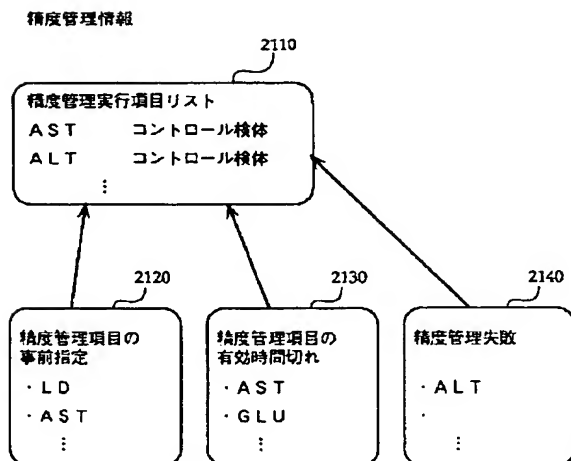 精度管理情報
2110
精度管理実行項目リスト
AST コントロール検体
ALT コントロール検体
⋮
2120
精度管理項目の
事前指定
・LD
・AST
⋮
2130
精度管理項目の
有効時間切れ
・AST
・GLU
⋮
2140
精度管理失敗
・ALT
・
⋮